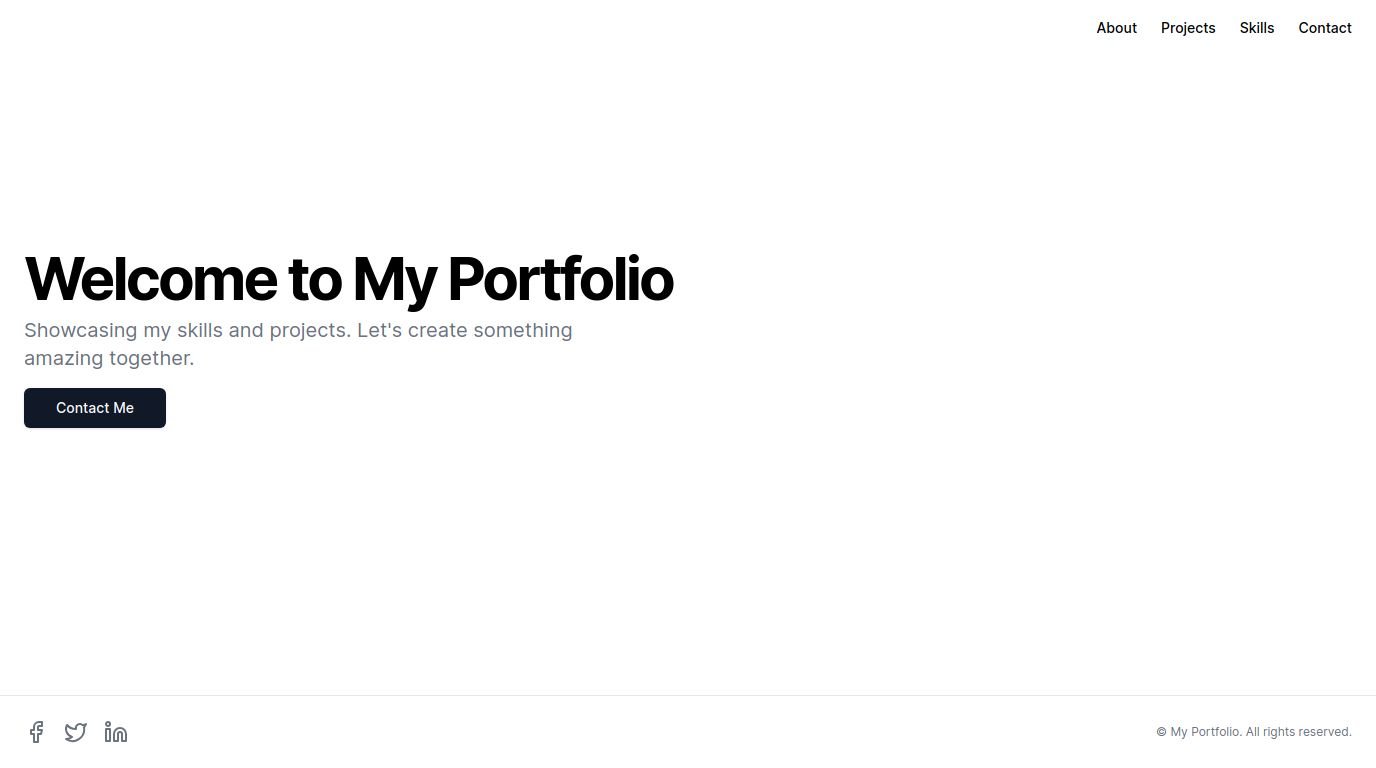 About Projects Skills Contact
Welcome to My Portfolio
Showcasing my skills and projects. Let's create something
amazing together.
Contact Me
© My Portfolio. All rights reserved.